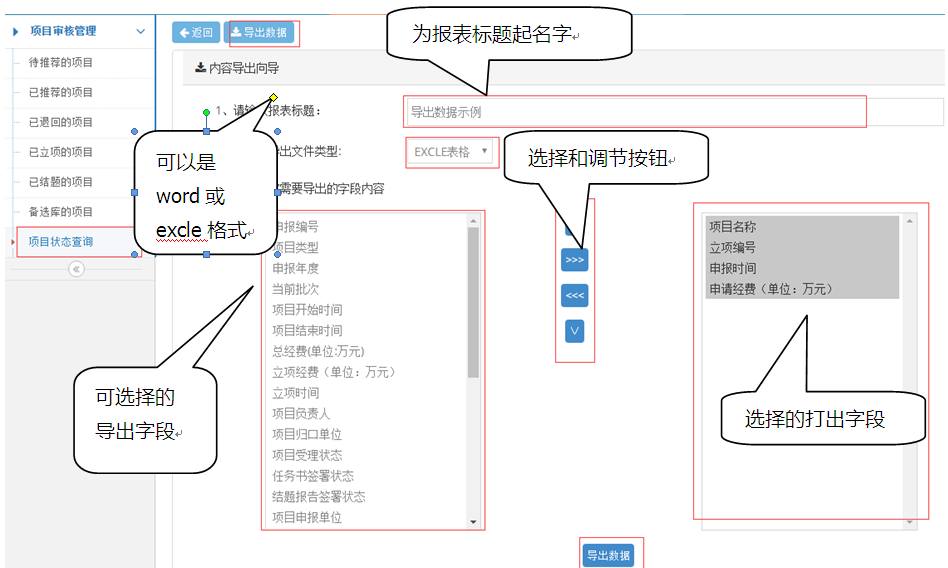 项目审核管理
待推荐的项目
已推荐的项目
已退回的项目
已立项的项目
已结题的项目
备选库的项目
项目状态查询
返回
导出数据
为报表标题起名字
内容导出向导
1、请
报表标题：
导出数据示例
出文件类型:
EXCLE表格
选择和调节按钮
可以是
word 或
excle 格式
需要导出的字段内容
申报编号
项目类型
申报年度
当前批次
项目开始时间
项目结束时间
总经费(单位:万元)
立项经费（单位：万元）
立项时间
项目负责人
项目归口单位
项目受理状态
任务书签署状态
结题报告签署状态
项目申报单位
>>>
<<<
项目名称
立项编号
申报时间
申请经费（单位：万元）
可选择的
导出字段
选择的打出字段
导出数据